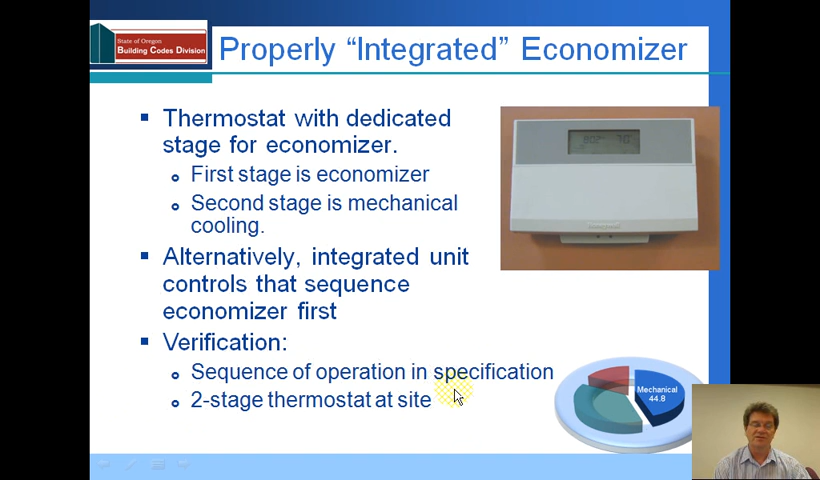 State of Oregon
Building Codes Division
Properly “Integrated” Economizer
Thermostat with dedicated
stage for economizer.
First stage is economizer
Second stage is mechanical
cooling.
Alternatively, integrated unit
controls that sequence
economizer first
Verification:
Sequence of operation in specification
2-stage thermostat at site
Mechanical
44.8